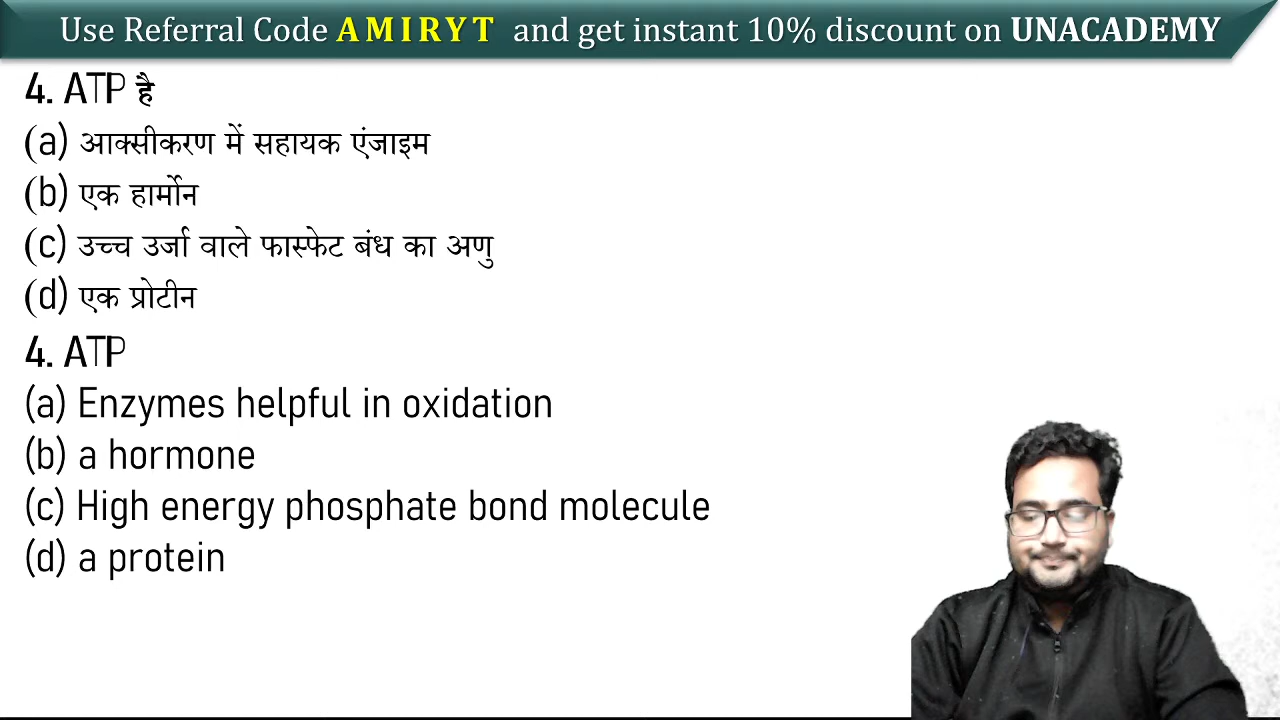 Use Referral Code AMIRYT and get instant 10% discount on UNACADEMY
4. ATP है
(a) आक्सीकरण में सहायक एंजाइम
(b) एक हार्मोन
(c) उच्च उर्जा वाले फास्फेट बंध का अणु
(d) एक प्रोटीन
4. ATP
(a) Enzymes helpful in oxidation
(b) a hormone
(c) High energy phosphate bond molecule
(d) a protein